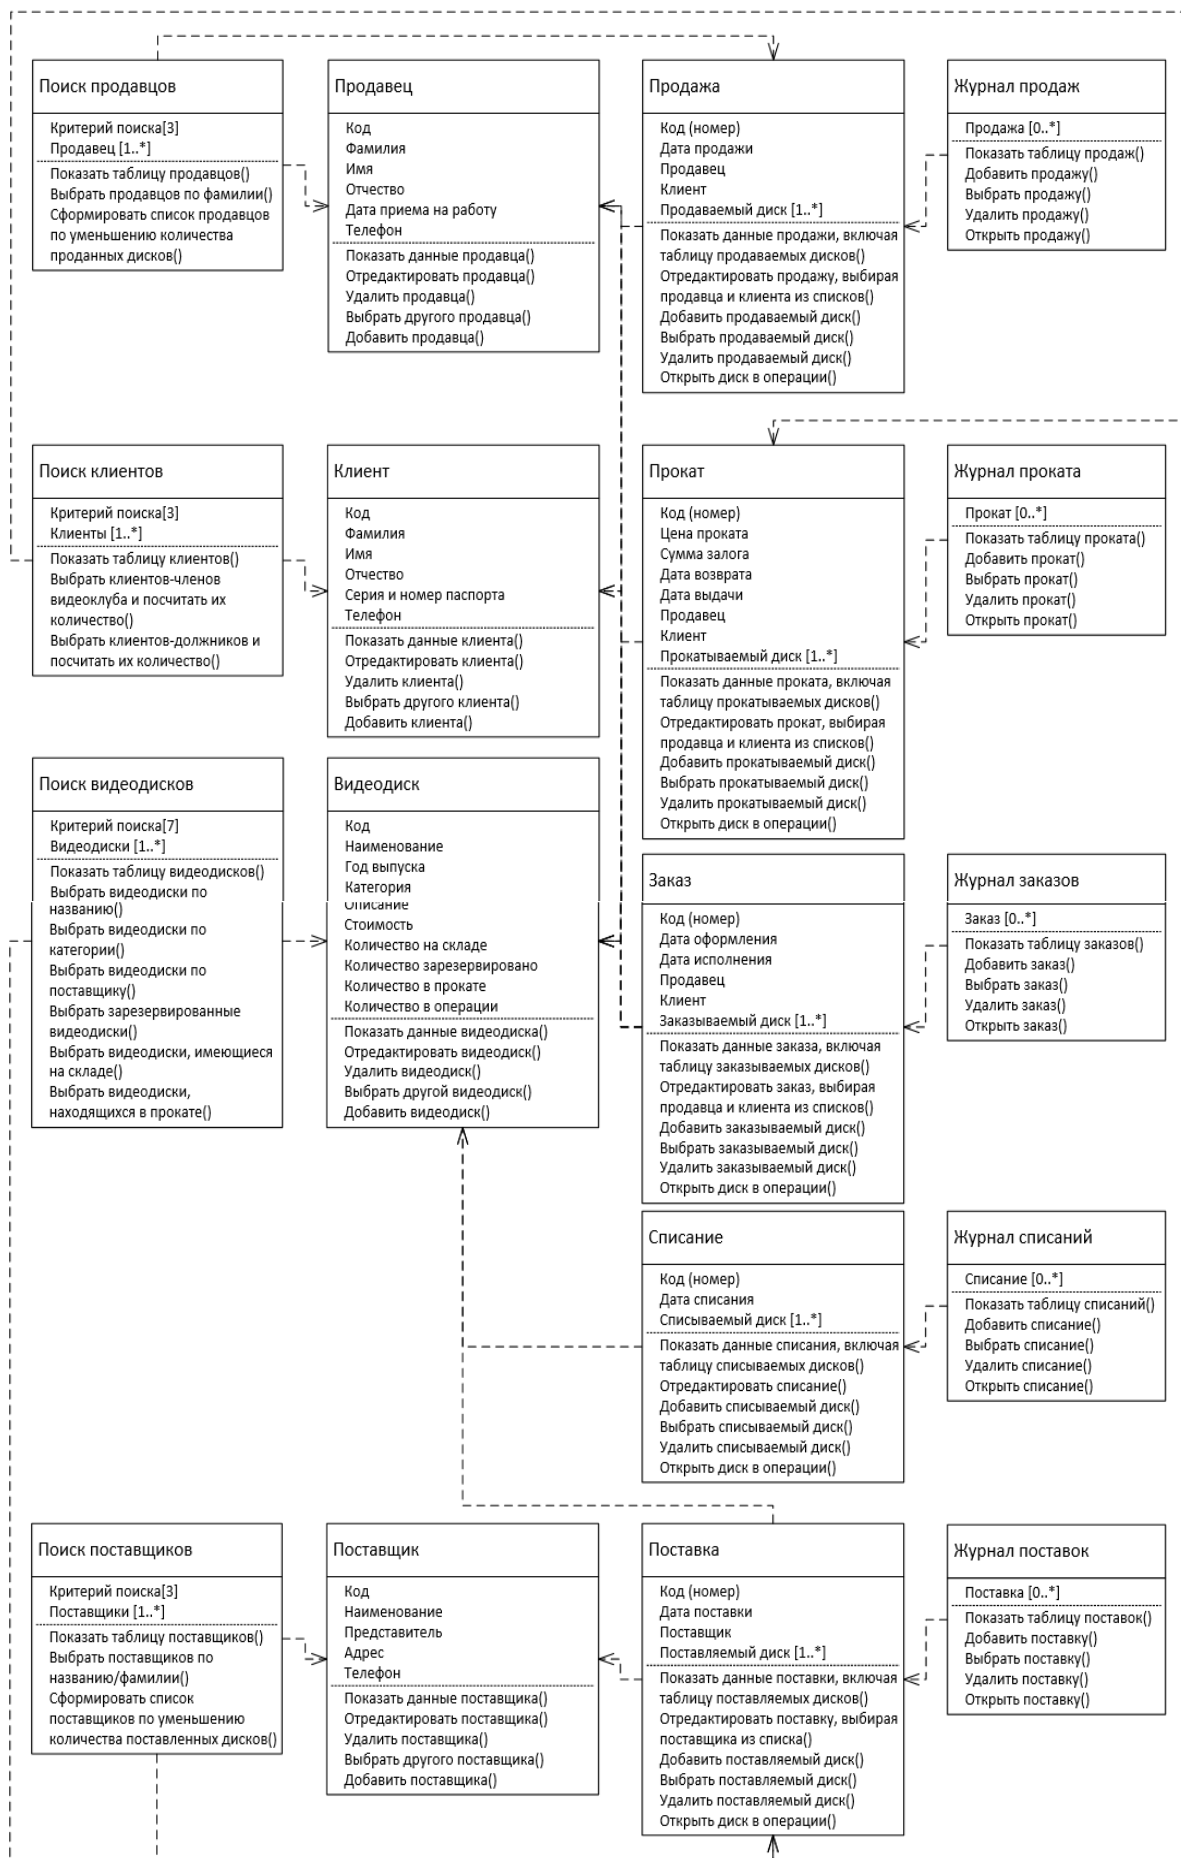 Поиск продавцов
Критерий поиска[3]
Продавец [1..*]
Показать таблицу продавцов()
Выбрать продавцов по фамилии()
Сформировать список продавцов
по уменьшению количества
проданных дисков()
Продавец
Код
Фамилия
Имя
Отчество
Дата приема на работу
Телефон
Показать данные продавца()
Отредактировать продавца()
Удалить продавца()
Выбрать другого продавца()
Добавить продавца()
Продажа
Код (номер)
Дата продажи
Продавец
Клиент
Продаваемый диск [1..*]
Показать данные продажи, включая
таблицу продаваемых дисков()
Отредактировать продажу, выбирая
продавца и клиента из списков()
Добавить продаваемый диск()
Выбрать продаваемый диск()
Удалить продаваемый диск()
Открыть диск в операции()
Журнал продаж
Продажа [0..*]
Показать таблицу продаж()
Добавить продажу()
Выбрать продажу()
Удалить продажу()
Открыть продажу()
Поиск клиентов
Критерий поиска[3]
Клиенты [1..*]
Показать таблицу клиентов()
Выбрать клиентов-членов
видеоклуба и посчитать их
количество()
Выбрать клиентов-должников и
посчитать их количество()
Клиент
Код
Фамилия
Имя
Отчество
Серия и номер паспорта
Телефон
Показать данные клиента()
Отредактировать клиента()
Удалить клиента()
Выбрать другого клиента()
Добавить клиента()
Прокат
Код (номер)
Цена проката
Сумма залога
Дата возврата
Дата выдачи
Продавец
Клиент
Прокатываемый диск [1..*]
Показать данные проката, включая
таблицу прокатываемых дисков()
Отредактировать прокат, выбирая
продавца и клиента из списков()
Добавить прокатываемый диск()
Выбрать прокатываемый диск()
Удалить прокатываемый диск()
Открыть диск в операции()
Журнал проката
Прокат [0..*]
Показать таблицу проката()
Добавить прокат()
Выбрать прокат()
Удалить прокат()
Открыть прокат()
Поиск видеодисков
Критерий поиска[7]
Видеодиски [1..*]
Показать таблицу видеодисков()
Выбрать видеодиски по
названию()
Выбрать видеодиски по
категории()
Выбрать видеодиски по
поставщику()
Выбрать зарезервированные
видеодиски()
Выбрать видеодиски, имеющиеся
на складе()
Выбрать видеодиски,
находящихся в прокате()
Видеодиск
Код
Наименование
Год выпуска
Категория
Описание
Стоимость
Количество на складе
Количество зарезервировано
Количество в прокате
Количество в операции
Показать данные видеодиска()
Отредактировать видеодиск()
Удалить видеодиск()
Выбрать другой видеодиск()
Добавить видеодиск()
Заказ
Код (номер)
Дата оформления
Дата исполнения
Продавец
Клиент
Заказываемый диск [1..*]
Показать данные заказа, включая
таблицу заказываемых дисков()
Отредактировать заказ, выбирая
продавца и клиента из списков()
Добавить заказываемый диск()
Выбрать заказываемый диск()
Удалить заказываемый диск()
Открыть диск в операции()
Журнал заказов
Заказ [0..*]
Показать таблицу заказов()
Добавить заказ()
Выбрать заказ()
Удалить заказ()
Открыть заказ()
Списание
Код (номер)
Дата списания
Списываемый диск [1..*]
Показать данные списания, включая
таблицу списываемых дисков()
Отредактировать списание()
Добавить списываемый диск()
Выбрать списываемый диск()
Удалить списываемый диск()
Открыть диск в операции()
Журнал списаний
Списание [0..*]
Показать таблицу списаний()
Добавить списание()
Выбрать списание()
Удалить списание()
Открыть списание()
Поиск поставщиков
Критерий поиска[3]
Поставщики [1..*]
Показать таблицу поставщиков()
Выбрать поставщиков по
названию/фамилии()
Сформировать список
поставщиков по уменьшению
количества поставленных дисков()
Поставщик
Код
Наименование
Представитель
Адрес
Телефон
Показать данные поставщика()
Отредактировать поставщика()
Удалить поставщика()
Выбрать другого поставщика()
Добавить поставщика()
Поставка
Код (номер)
Дата поставки
Поставщик
Поставляемый диск [1..*]
Показать данные поставки, включая
таблицу поставляемых дисков()
Отредактировать поставку, выбирая
поставщика из списка()
Добавить поставляемый диск()
Выбрать поставляемый диск()
Удалить поставляемый диск()
Открыть диск в операции()
Журнал поставок
Поставка [0..*]
Показать таблицу поставок()
Добавить поставку()
Выбрать поставку()
Удалить поставку()
Открыть поставку()